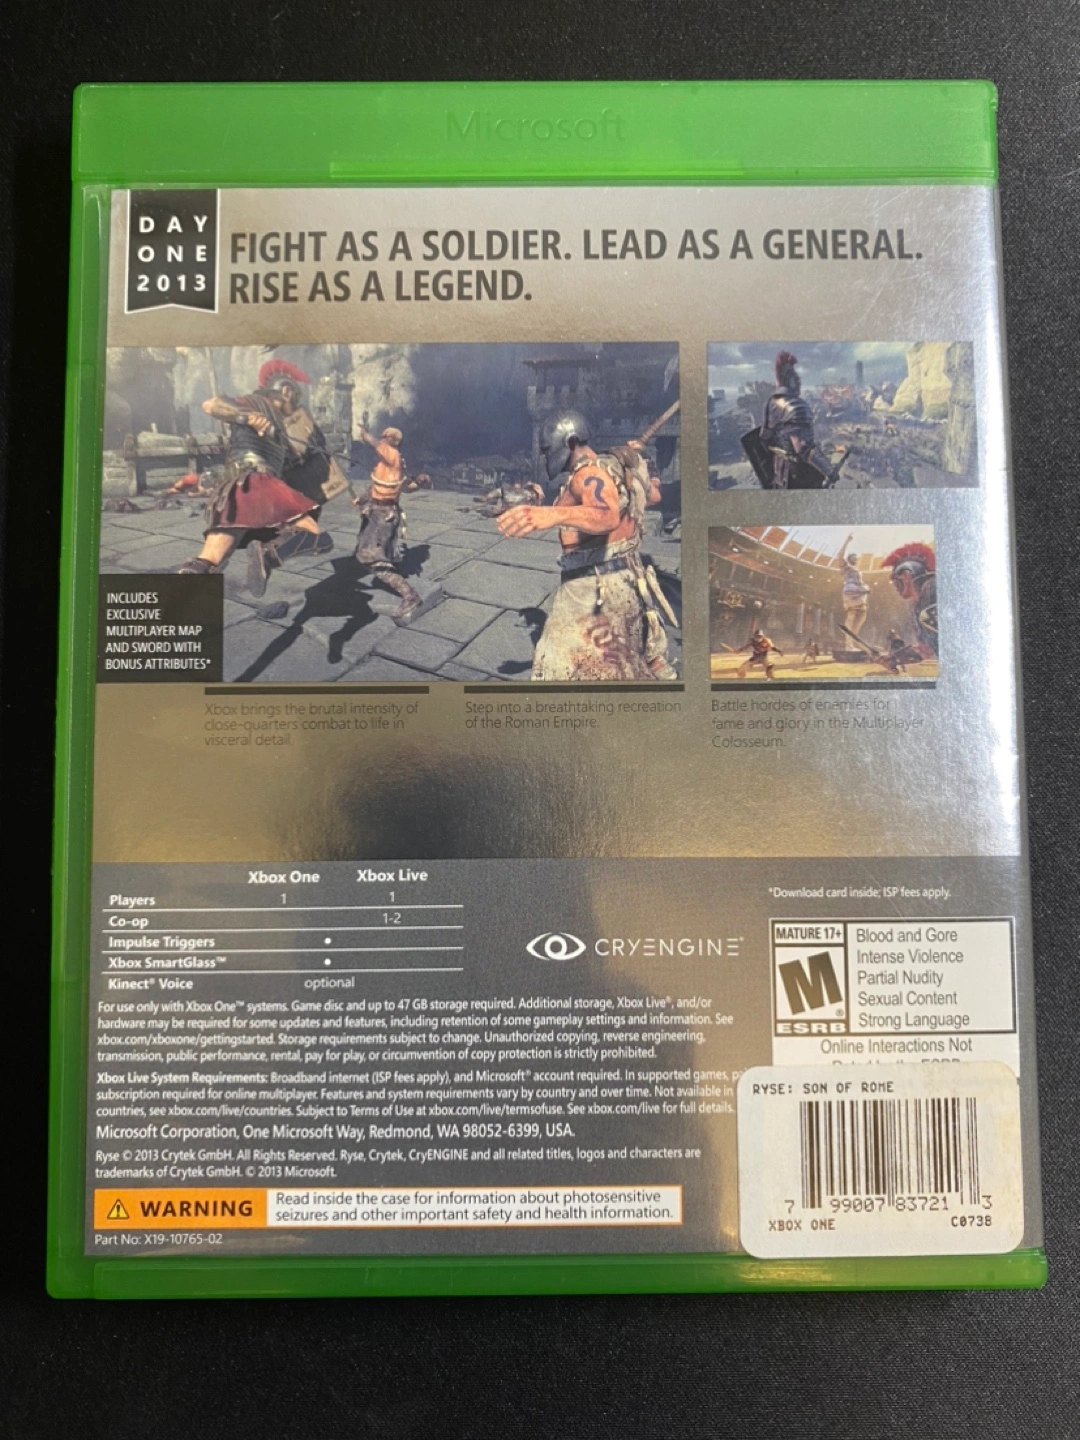 Microsoft
DAY
ONE
2013
FIGHT AS A SOLDIER. LEAD AS A GENERAL.
RISE AS A LEGEND.
INCLUDES
EXCLUSIVE
MULTIPLAYER MAP
AND SWORD WITH
BONUS ATTRIBUTES*
Xbox brings the brutal intensity of
close-quarters combat to life in
visceral detail.
Step into a breathtaking recreation
of the Roman Empire.
Battle hordes of enemies for
fame and glory in the Multiplayer
Colosseum.
Xbox One Xbox Live
Players 1 1
Co-op 1-2
Impulse Triggers •
Xbox SmartGlass™ •
Kinect® Voice optional
CRYENGINE®
*Download card inside; ISP fees apply.
MATURE 17+
M
ESRB
Blood and Gore
Intense Violence
Partial Nudity
Sexual Content
Strong Language
Online Interactions Not
For use only with Xbox One™ systems. Game disc and up to 47 GB storage required. Additional storage, Xbox Live®, and/or
hardware may be required for some updates and features, including retention of some gameplay settings and information. See
xbox.com/xboxone/gettingstarted. Storage requirements subject to change. Unauthorized copying, reverse engineering,
transmission, public performance, rental, pay for play, or circumvention of copy protection is strictly prohibited.
Xbox Live System Requirements: Broadband internet (ISP fees apply), and Microsoft® account required. In supported games,
subscription required for online multiplayer. Features and system requirements vary by country and over time. Not available in
countries, see xbox.com/live/countries. Subject to Terms of Use at xbox.com/live/termsofuse. See xbox.com/live for full details.
Microsoft Corporation, One Microsoft Way, Redmond, WA 98052-6399, USA.
Ryse © 2013 Crytek GmbH. All Rights Reserved. Ryse, Crytek, CryENGINE and all related titles, logos and characters are
trademarks of Crytek GmbH. © 2013 Microsoft.
WARNING
Read inside the case for information about photosensitive
seizures and other important safety and health information.
Part No: X19-10765-02
RYSE: SON OF ROME
7 99007 83721 3
XBOX ONE C0738